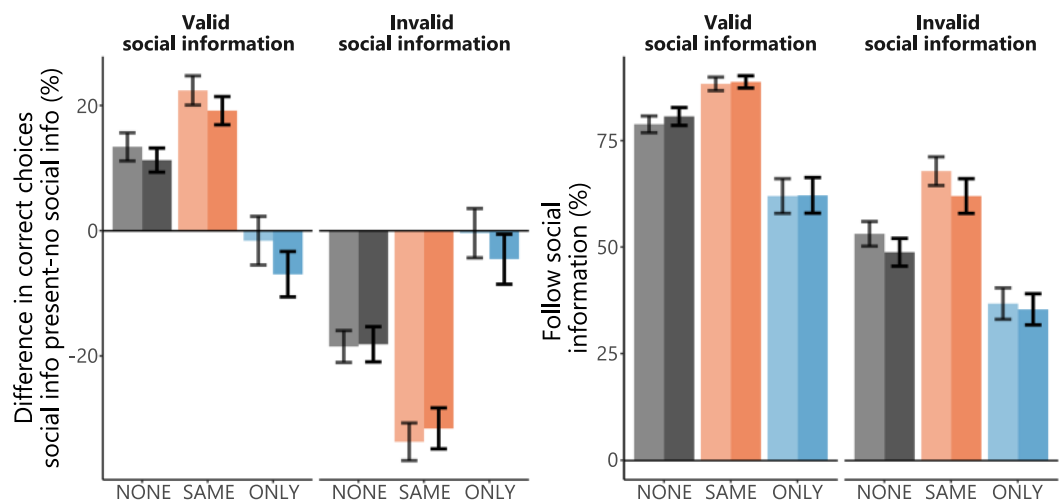 Valid
social information
Invalid
social information
Difference in correct choices
social info present-no social info (%)
20
0
-20
NONE SAME ONLY
NONE SAME ONLY
Valid
social information
Invalid
social information
Follow social
information (%)
75
50
25
0
NONE SAME ONLY
NONE SAME ONLY